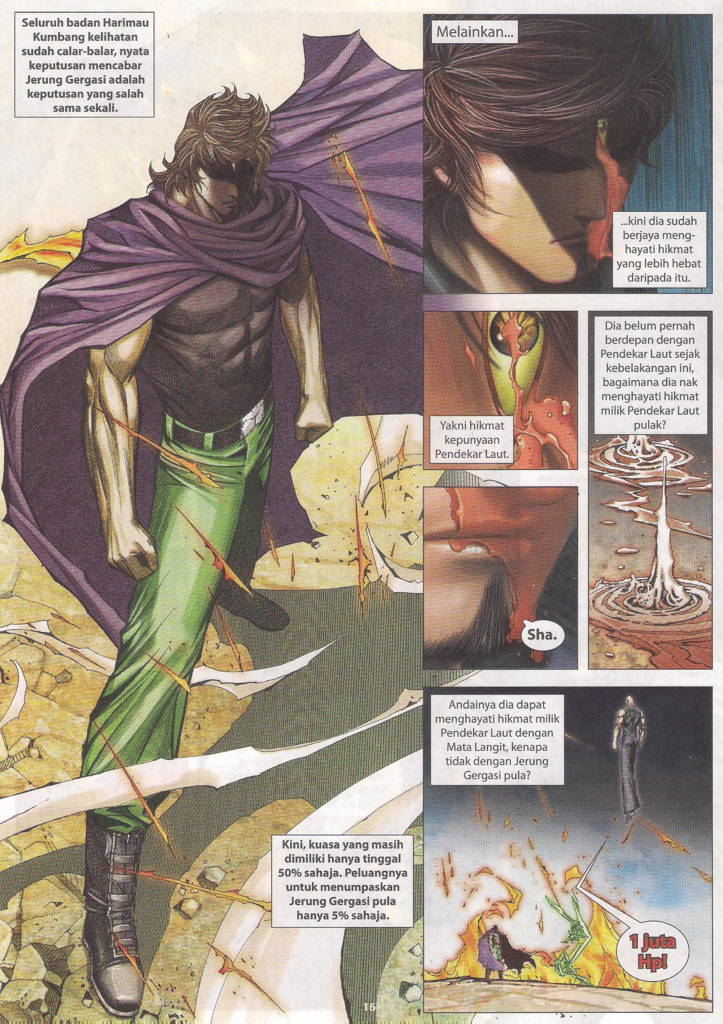 Seluruh badan Harimau
Kumbang kelihatan
sudah calar-balar, nyata
keputusan mencabar
Jerung Gergasi adalah
keputusan yang salah
sama sekali.
Melainkan...
...kini dia sudah
berjaya meng-
hayati hikmat
yang lebih hebat
daripada itu.
Yakni hikmat
kepunyaan
Pendekar Laut.
Dia belum pernah
berdepan dengan
Pendekar Laut sejak
kebelakangan ini,
bagaimana dia nak
menghayati hikmat
milik Pendekar Laut
pulak?
Sha.
Andainya dia dapat
menghayati hikmat milik
Pendekar Laut dengan
Mata Langit, kenapa
tidak dengan Jerung
Gergasi pula?
Kini, kuasa yang masih
dimiliki hanya tinggal
50% sahaja. Peluangnya
untuk menumpaskan
Jerung Gergasi pula
hanya 5% sahaja.
1 juta
Hp!
16